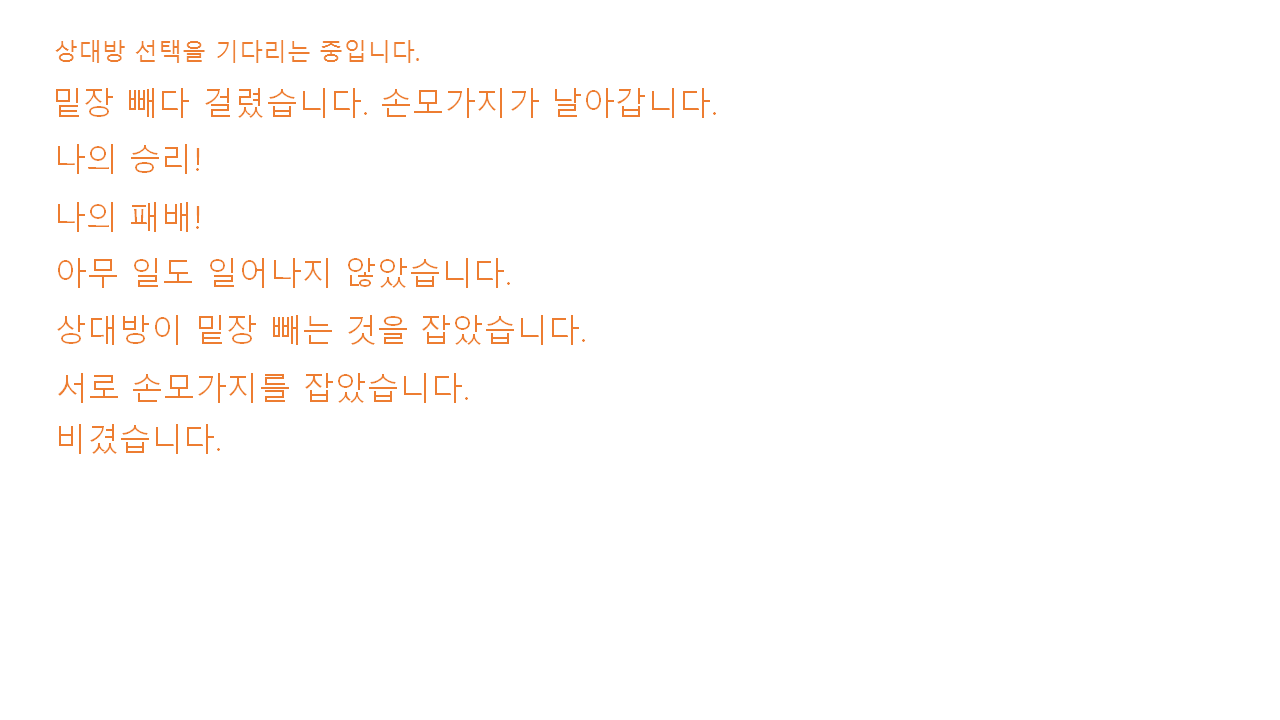 상대방 선택을 기다리는 중입니다.
밑장 빼다 걸렸습니다. 손모가지가 날아갑니다.
나의 승리!
나의 패배!
아무 일도 일어나지 않았습니다.
상대방이 밑장 빼는 것을 잡았습니다.
서로 손모가지를 잡았습니다.
비겼습니다.